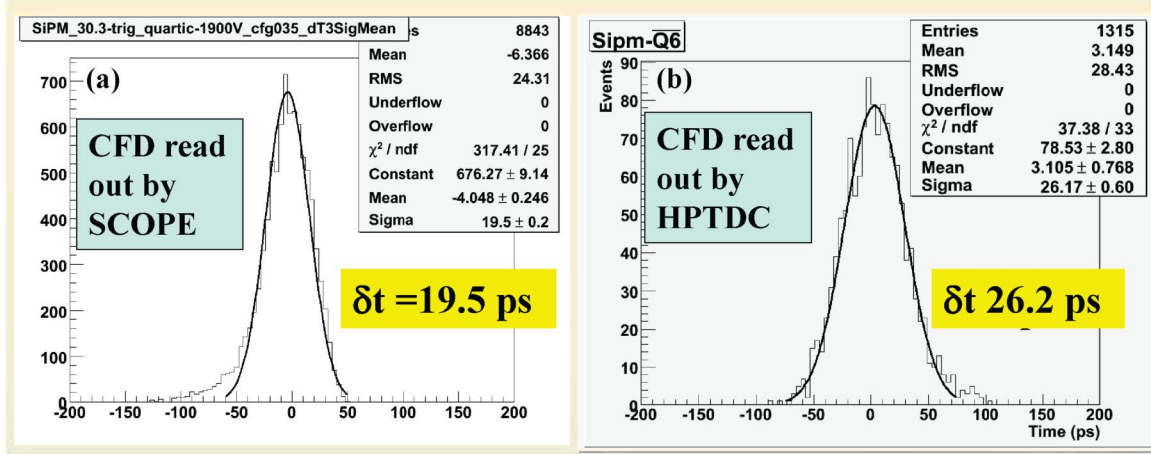 SiPM_30.3-trig_quartic-1900V_cfg035_dT3SigMean
s 8843
Mean -6.366
RMS 24.31
Underflow 0
Overflow 0
χ² / ndf 317.41 / 25
Constant 676.27 ± 9.14
Mean -4.048 ± 0.246
Sigma 19.5 ± 0.2
(a)
CFD read
out by
SCOPE
δt =19.5 ps
700
600
500
400
300
200
100
0
-200 -150 -100 -50 0 50 100 150 200
Sipm-Q̅6̅
Entries 1315
Mean 3.149
RMS 28.43
Underflow 0
Overflow 0
χ² / ndf 37.38 / 33
Constant 78.53 ± 2.80
Mean 3.105 ± 0.768
Sigma 26.17 ± 0.60
Events
(b)
CFD read
out by
HPTDC
δt 26.2 ps
90
80
70
60
50
40
30
20
10
0
-200 -150 -100 -50 0 50 100 150 200
Time (ps)